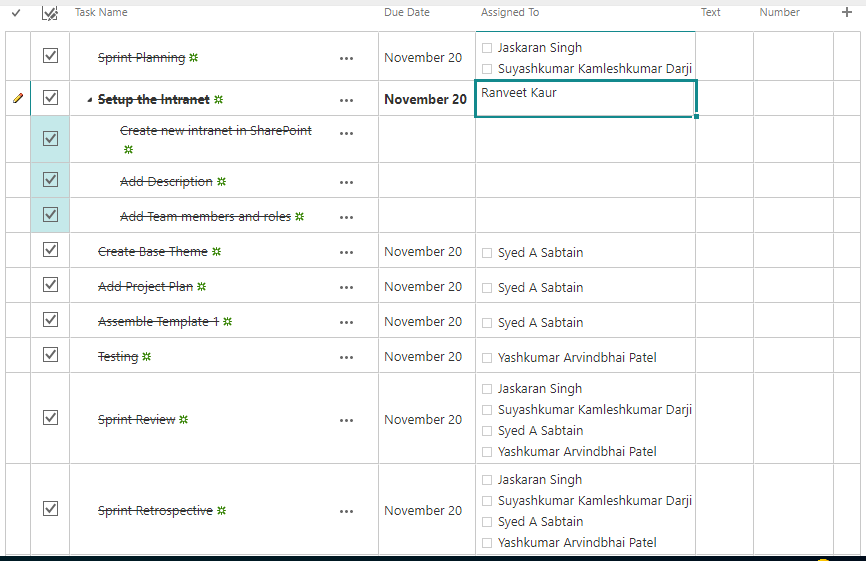 Task Name Due Date Assigned To Text Number
Sprint Planning November 20 Jaskaran Singh
Suyashkumar Kamleshkumar Darji
Setup the Intranet November 20 Ranveet Kaur
Create new intranet in SharePoint
Add Description
Add Team members and roles
Create Base Theme November 20 Syed A Sabtain
Add Project Plan November 20 Syed A Sabtain
Assemble Template 1 November 20 Syed A Sabtain
Testing November 20 Yashkumar Arvindbhai Patel
Sprint Review November 20 Jaskaran Singh
Suyashkumar Kamleshkumar Darji
Syed A Sabtain
Yashkumar Arvindbhai Patel
Sprint Retrospective November 20 Jaskaran Singh
Suyashkumar Kamleshkumar Darji
Syed A Sabtain
Yashkumar Arvindbhai Patel